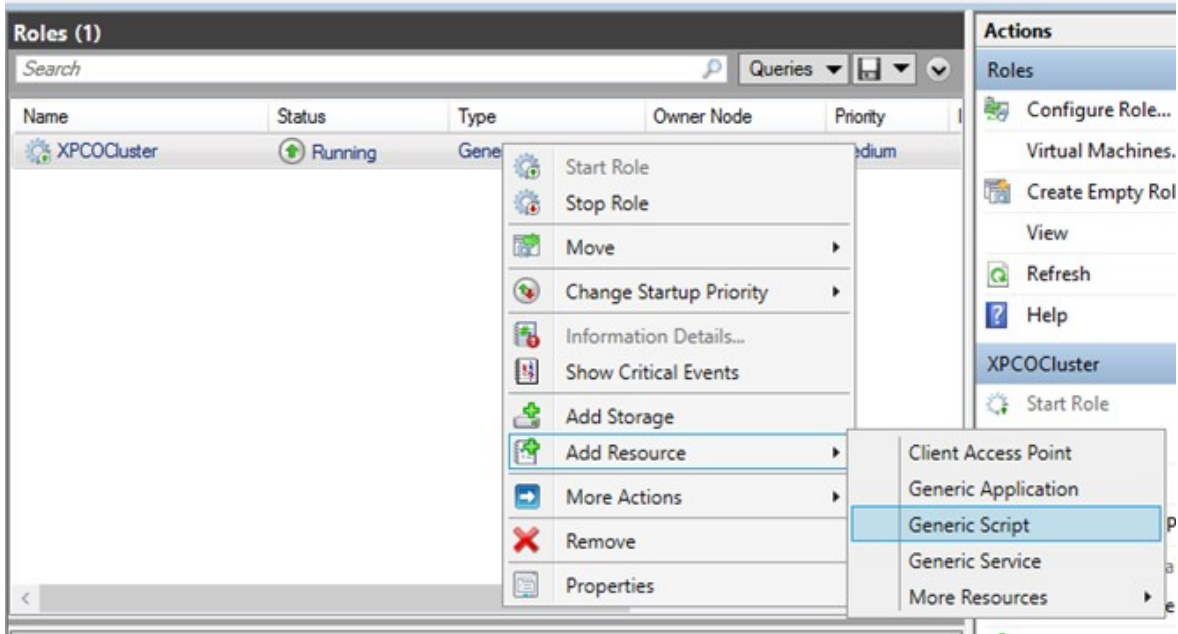 Roles (1)
Search
Queries
Name Status Type Owner Node Priority
XPCOCluster Running Gene edium
Start Role
Stop Role
Move
Change Startup Priority
Information Details...
Show Critical Events
Add Storage
Add Resource
More Actions
Remove
Properties
Client Access Point
Generic Application
Generic Script
Generic Service
More Resources
Actions
Roles
Configure Role...
Virtual Machines.
Create Empty Rol
View
Refresh
Help
XPCOCluster
Start Role